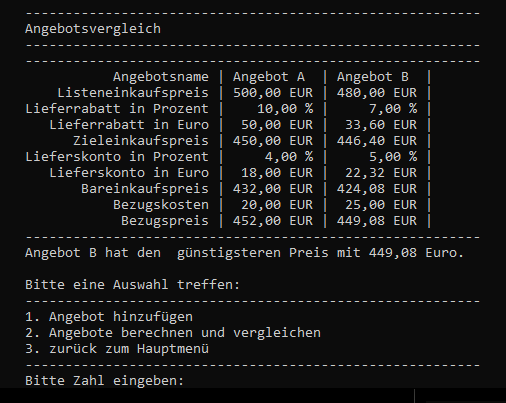 ---------------------------------------------------------
Angebotsvergleich
---------------------------------------------------------
---------------------------------------------------------
Angebotsname | Angebot A | Angebot B |
Listeneinkaufspreis | 500,00 EUR | 480,00 EUR |
Lieferrabatt in Prozent | 10,00 % | 7,00 % |
Lieferrabatt in Euro | 50,00 EUR | 33,60 EUR |
Zieleinkaufspreis | 450,00 EUR | 446,40 EUR |
Lieferskonto in Prozent | 4,00 % | 5,00 % |
Lieferskonto in Euro | 18,00 EUR | 22,32 EUR |
Bareinkaufspreis | 432,00 EUR | 424,08 EUR |
Bezugskosten | 20,00 EUR | 25,00 EUR |
Bezugspreis | 452,00 EUR | 449,08 EUR |
---------------------------------------------------------
Angebot B hat den  günstigsteren Preis mit 449,08 Euro.
Bitte eine Auswahl treffen:
---------------------------------------------------------
1. Angebot hinzufügen
2. Angebote berechnen und vergleichen
3. zurück zum Hauptmenü
---------------------------------------------------------
Bitte Zahl eingeben: